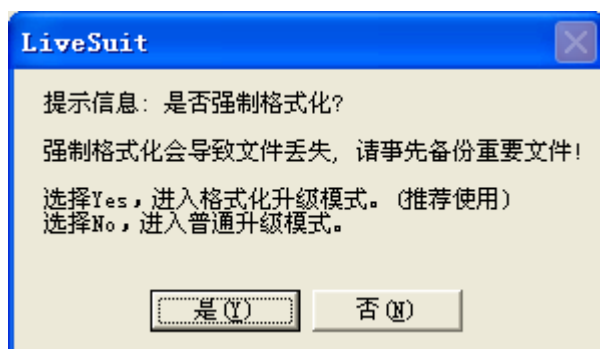 LiveSuit
提示信息: 是否强制格式化?
强制格式化会导致文件丢失, 请事先备份重要文件!
选择Yes，进入格式化升级模式。(推荐使用)
选择No，进入普通升级模式。
是(Y) 否(N)